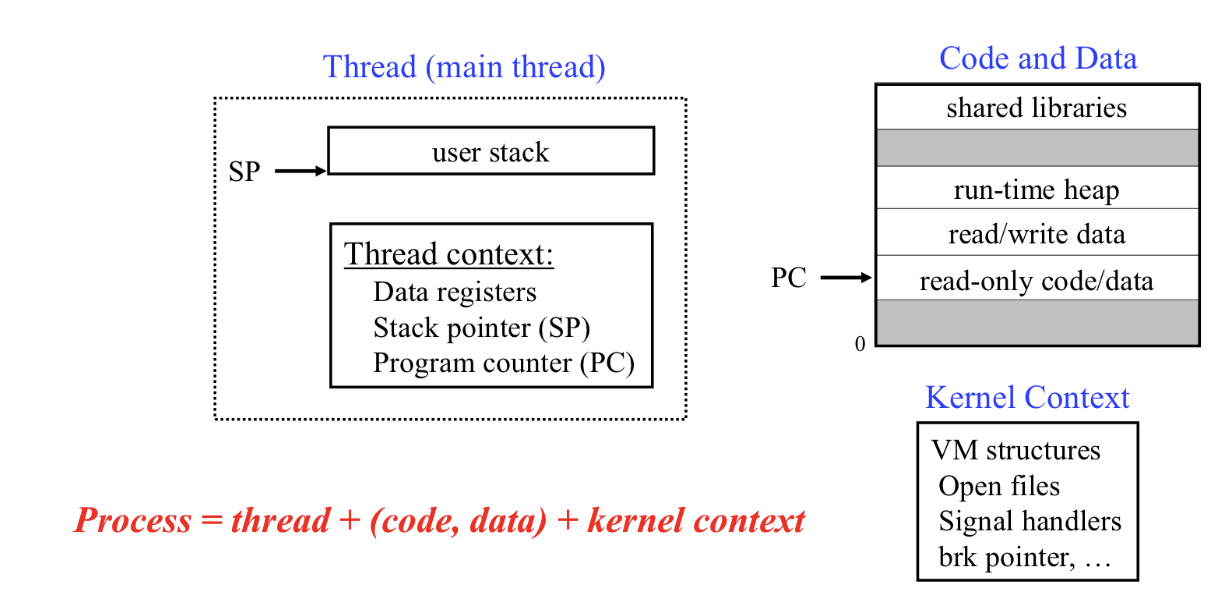 Thread (main thread)
SP
user stack
Thread context:
Data registers
Stack pointer (SP)
Program counter (PC)
Code and Data
shared libraries
run-time heap
read/write data
PC
read-only code/data
0
Kernel Context
VM structures
Open files
Signal handlers
brk pointer, …
Process = thread + (code, data) + kernel context